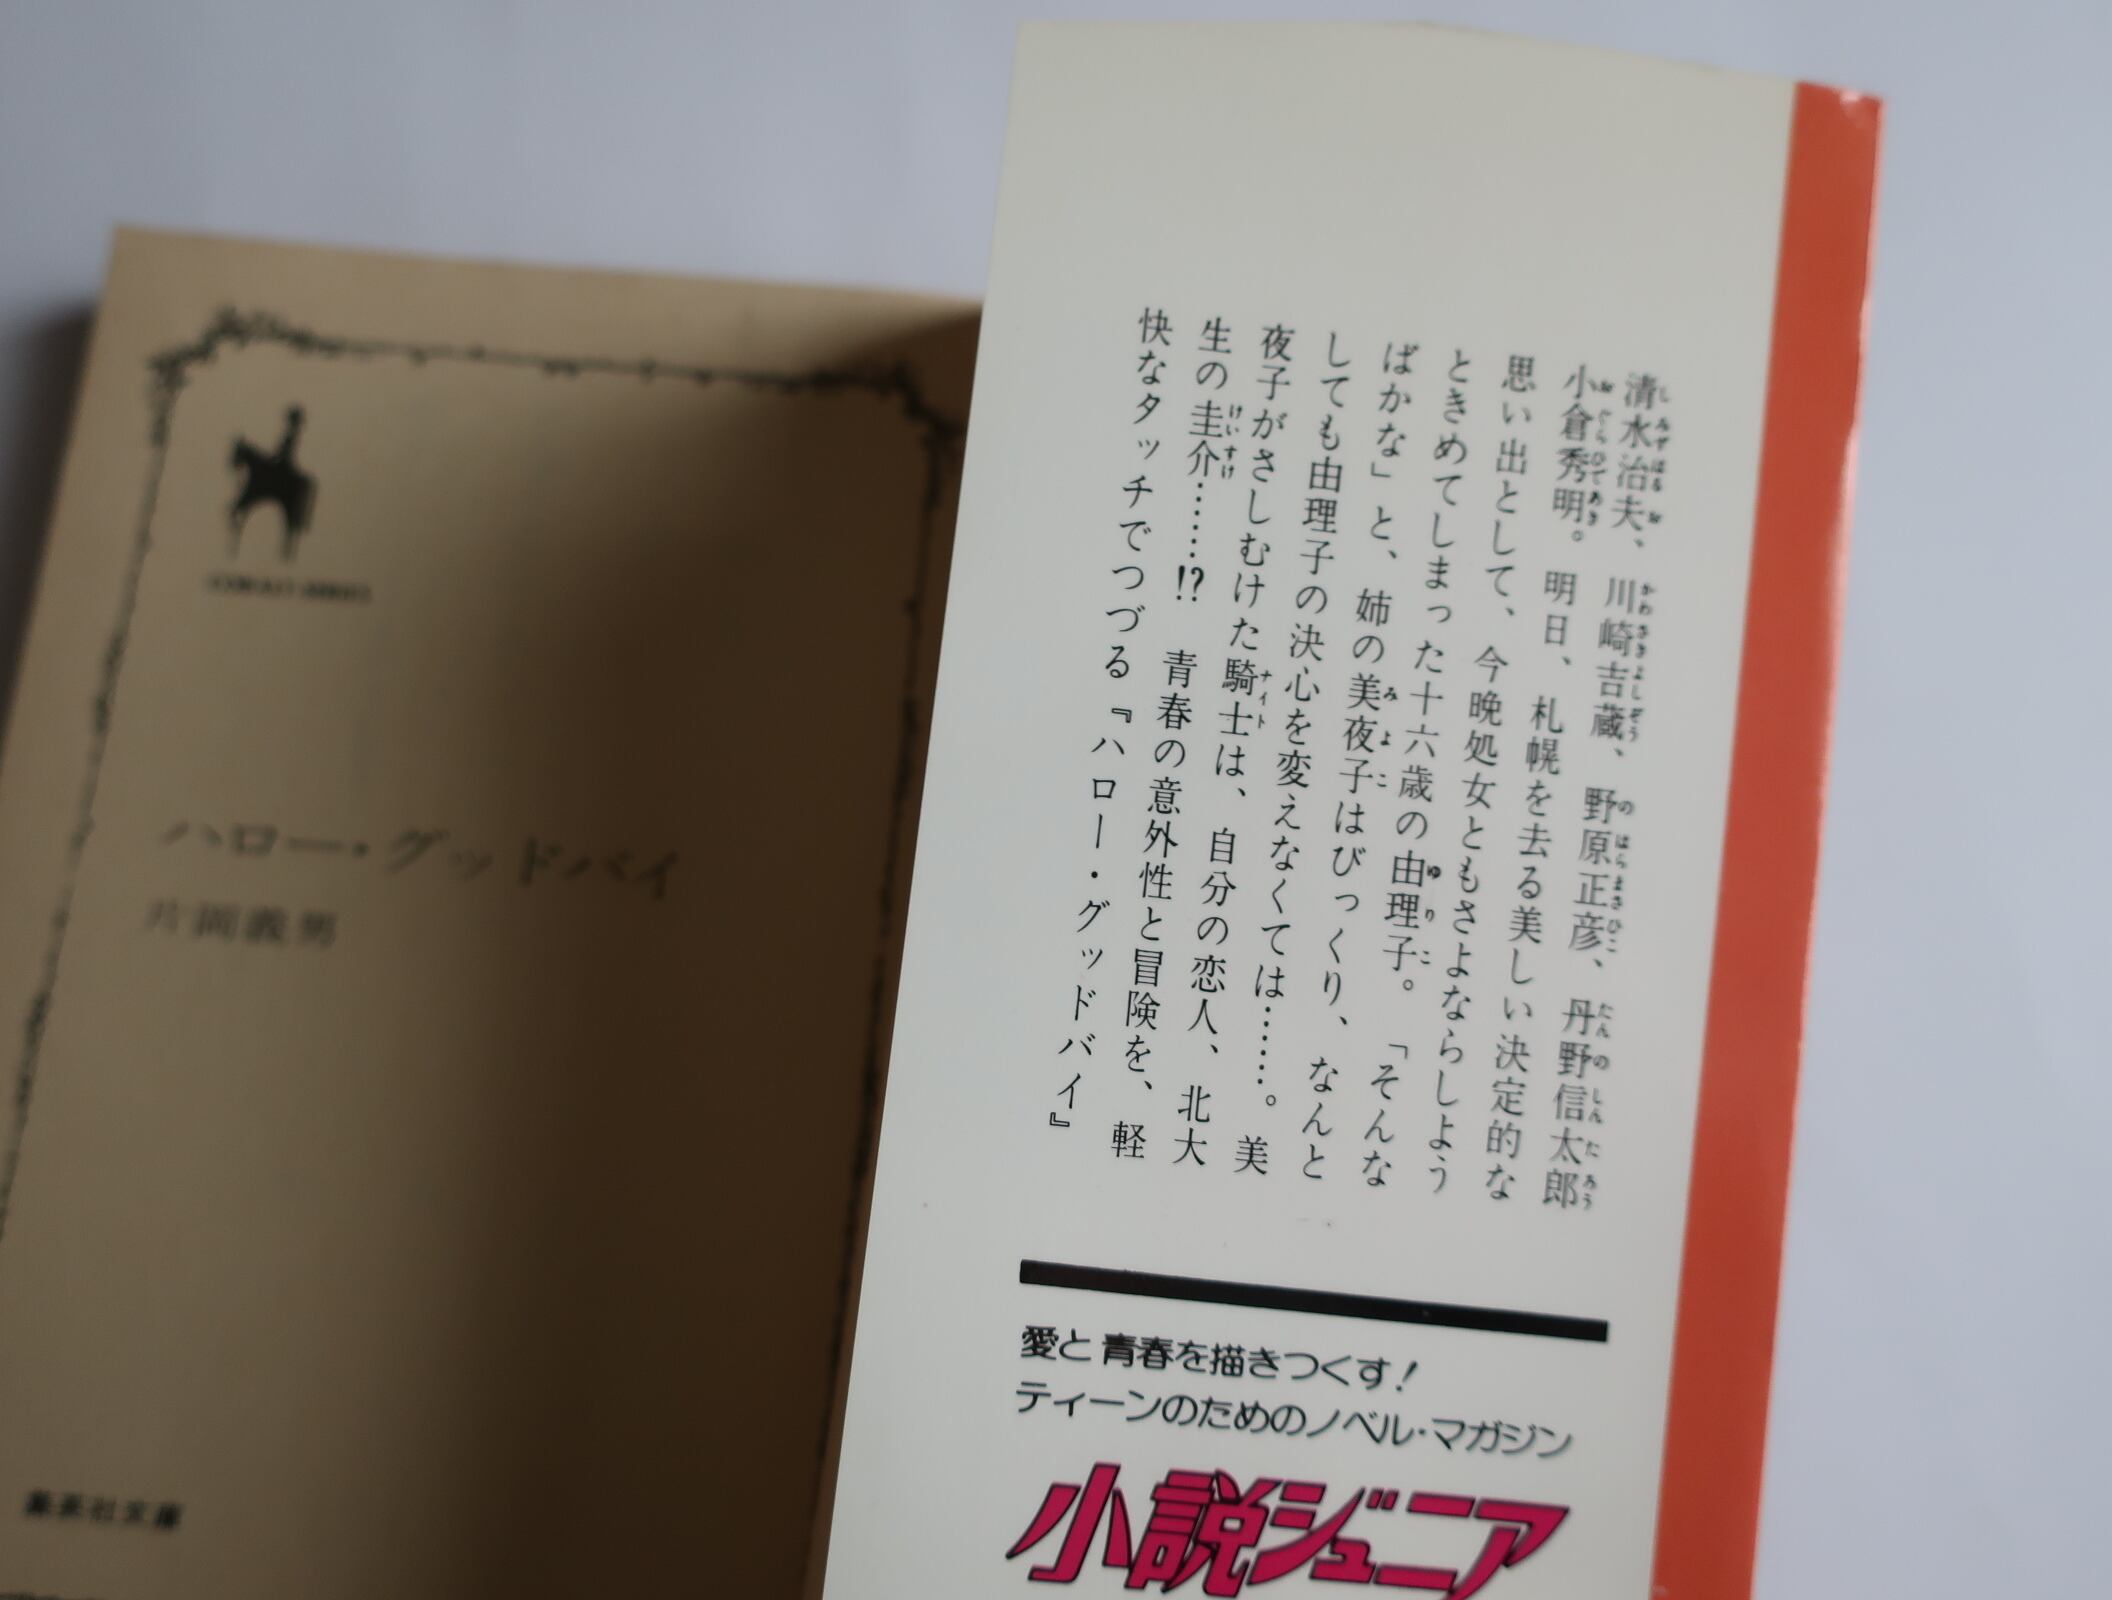 清水治夫、川崎吉蔵、野原正彦、丹野信太郎
小倉秀明。明日、札幌を去る美しい決定的な
思い出として、今晩処女ともさよならしよう
ときめてしまった十六歳の由理子。「そんな
ばかな」と、姉の美夜子はびっくり、なんと
しても由理子の決心を変えなくては……。美
夜子がさしむけた騎士は、自分の恋人、北大
生の圭介……!? 青春の意外性と冒険を、軽
快なタッチでつづる『ハロー・グッドバイ』
愛と青春を描きつくす!
ティーンのためのノベル・マガジン
小説ジュニア
COBALT-SERIES
ハロー・グッドバイ
片岡義男
集英社文庫